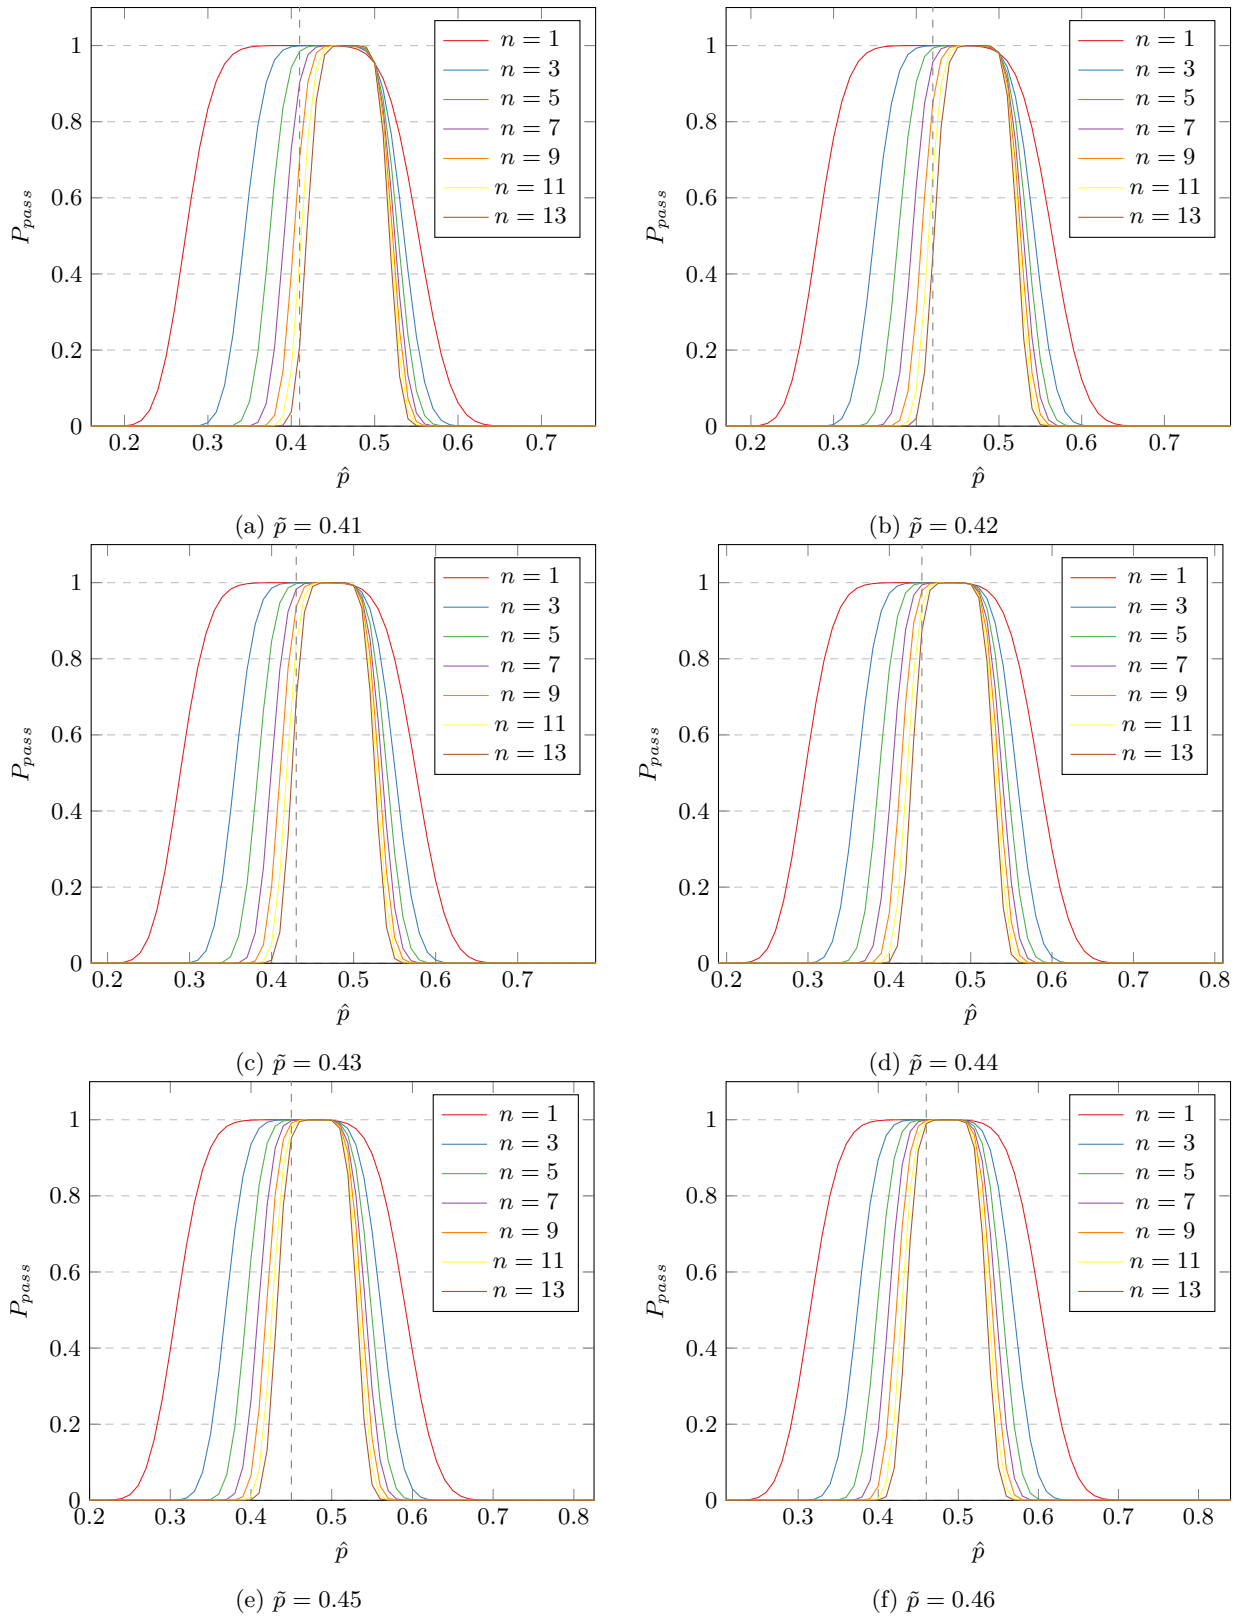 1
0.8
0.6
0.4
0.2
0
P_pass
0.2 0.3 0.4 0.5 0.6 0.7
p̂
n = 1
n = 3
n = 5
n = 7
n = 9
n = 11
n = 13
(a) p̃ = 0.41
1
0.8
0.6
0.4
0.2
0
P_pass
0.2 0.3 0.4 0.5 0.6 0.7
p̂
n = 1
n = 3
n = 5
n = 7
n = 9
n = 11
n = 13
(b) p̃ = 0.42
1
0.8
0.6
0.4
0.2
0
P_pass
0.2 0.3 0.4 0.5 0.6 0.7
p̂
n = 1
n = 3
n = 5
n = 7
n = 9
n = 11
n = 13
(c) p̃ = 0.43
1
0.8
0.6
0.4
0.2
0
P_pass
0.2 0.3 0.4 0.5 0.6 0.7 0.8
p̂
n = 1
n = 3
n = 5
n = 7
n = 9
n = 11
n = 13
(d) p̃ = 0.44
1
0.8
0.6
0.4
0.2
0
P_pass
0.2 0.3 0.4 0.5 0.6 0.7 0.8
p̂
n = 1
n = 3
n = 5
n = 7
n = 9
n = 11
n = 13
(e) p̃ = 0.45
1
0.8
0.6
0.4
0.2
0
P_pass
0.3 0.4 0.5 0.6 0.7 0.8
p̂
n = 1
n = 3
n = 5
n = 7
n = 9
n = 11
n = 13
(f) p̃ = 0.46